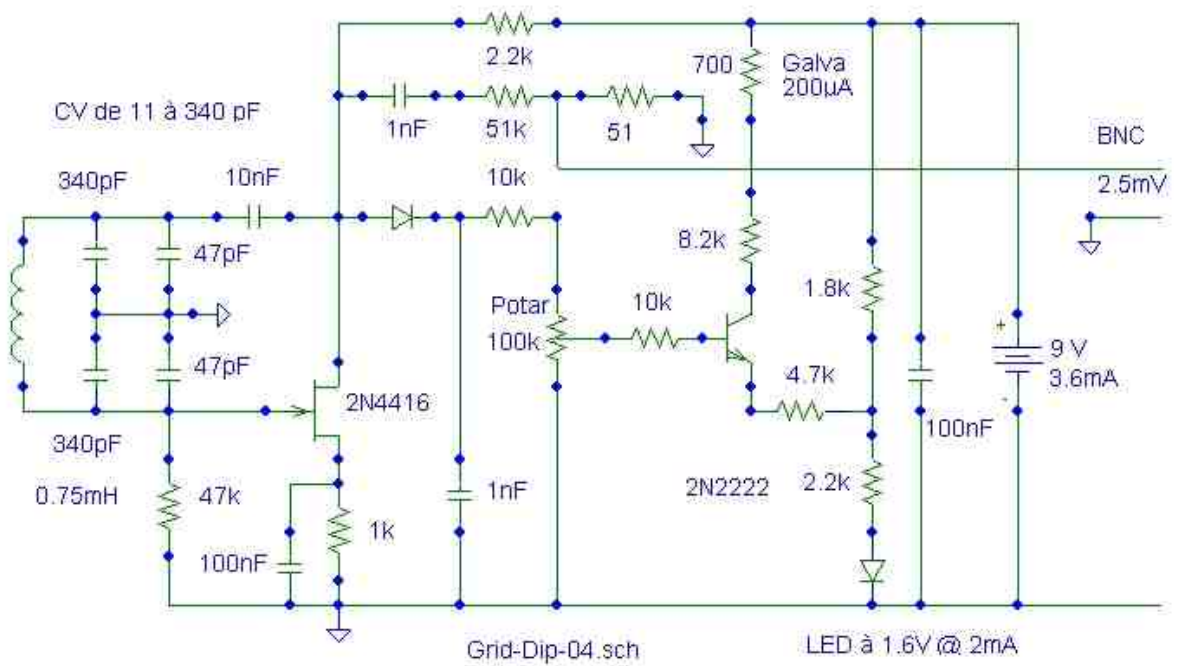 2.2k
700
Galva
200µA
CV de 11 à 340 pF
1nF
51k
51
BNC
340pF
10nF
10k
2.5mV
47pF
8.2k
1.8k
Potar
100k
10k
+
9 V
3.6mA
-
47pF
4.7k
2N4416
100nF
340pF
0.75mH
47k
1nF
2N2222
2.2k
1k
100nF
Grid-Dip-04.sch
LED à 1.6V @ 2mA